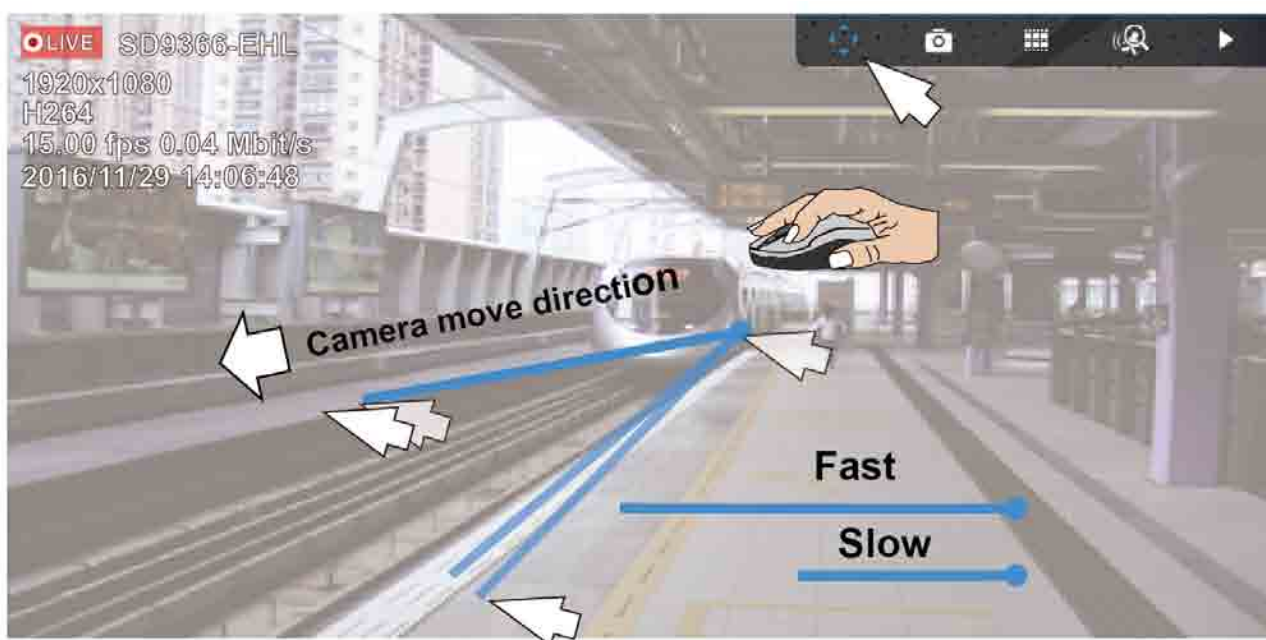 LIVE SD9366-EHL
1920x1080
H264
15.00 fps 0.04 Mbit/s
2016/11/29 14:06:48
Camera move direction
Fast
Slow